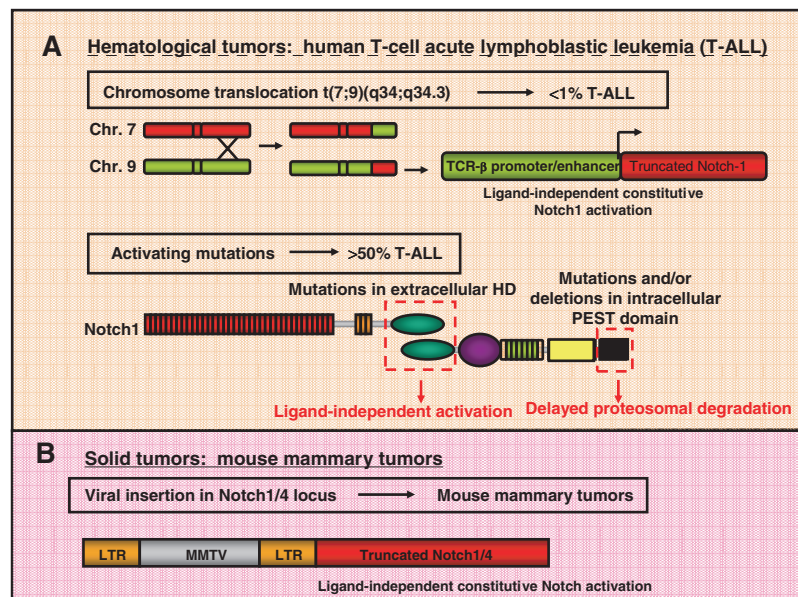 A Hematological tumors: human T-cell acute lymphoblastic leukemia (T-ALL)
Chromosome translocation t(7;9)(q34;q34.3) <1% T-ALL
Chr. 7
Chr. 9
TCR-β promoter/enhancer Truncated Notch-1
Ligand-independent constitutive
Notch1 activation
Activating mutations >50% T-ALL
Mutations in extracellular HD
Mutations and/or
deletions in intracellular
PEST domain
Notch1
Ligand-independent activation
Delayed proteosomal degradation
B Solid tumors: mouse mammary tumors
Viral insertion in Notch1/4 locus Mouse mammary tumors
LTR MMTV LTR Truncated Notch1/4
Ligand-independent constitutive Notch activation